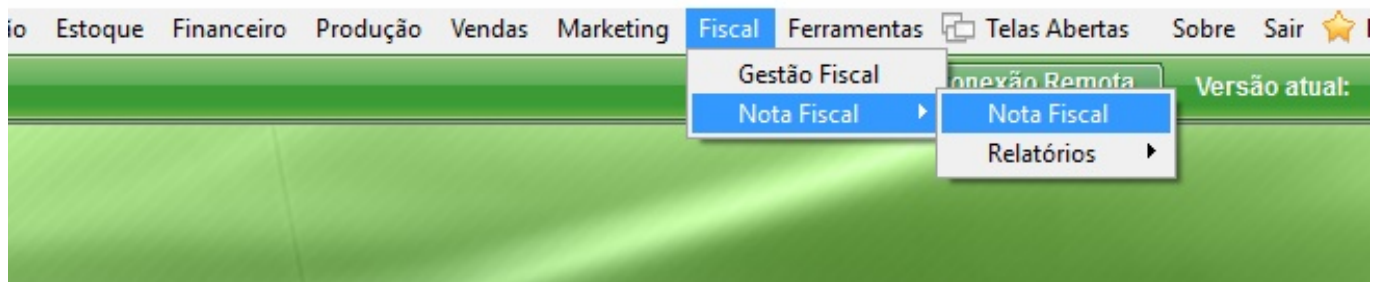 Estoque Financeiro Produção Vendas Marketing Fiscal Ferramentas Telas Abertas Sobre Sair
Gestão Fiscal
Remota Versão atual:
Nota Fiscal Nota Fiscal
Relatórios